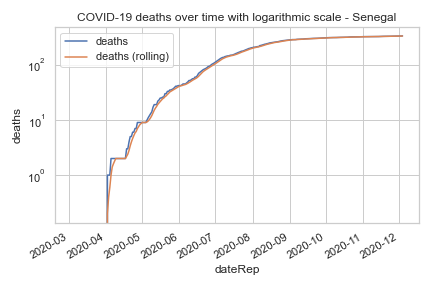 COVID-19 deaths over time with logarithmic scale - Senegal
deaths
deaths (rolling)
10²
10¹
10⁰
deaths
2020-03
2020-04
2020-05
2020-06
2020-07
2020-08
2020-09
2020-10
2020-11
2020-12
dateRep